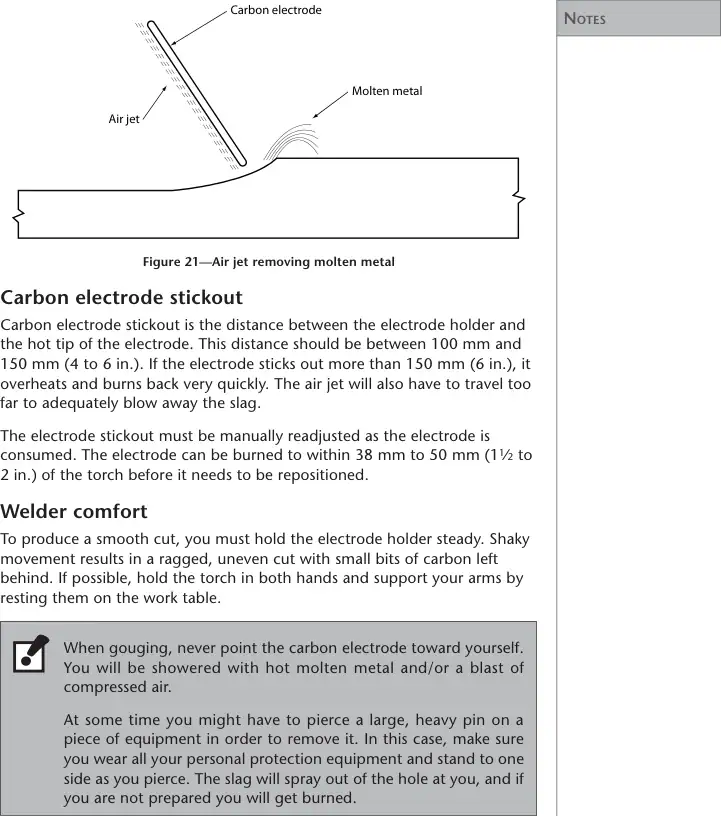 Carbon electrode
NOTES
Molten metal
Air jet
Figure 21—Air jet removing molten metal
Carbon electrode stickout
Carbon electrode stickout is the distance between the electrode holder and
the hot tip of the electrode. This distance should be between 100 mm and
150 mm (4 to 6 in.). If the electrode sticks out more than 150 mm (6 in.), it
overheats and burns back very quickly. The air jet will also have to travel too
far to adequately blow away the slag.
The electrode stickout must be manually readjusted as the electrode is
consumed. The electrode can be burned to within 38 mm to 50 mm (1½ to
2 in.) of the torch before it needs to be repositioned.
Welder comfort
To produce a smooth cut, you must hold the electrode holder steady. Shaky
movement results in a ragged, uneven cut with small bits of carbon left
behind. If possible, hold the torch in both hands and support your arms by
resting them on the work table.
When gouging, never point the carbon electrode toward yourself.
You will be showered with hot molten metal and/or a blast of
compressed air.
At some time you might have to pierce a large, heavy pin on a
piece of equipment in order to remove it. In this case, make sure
you wear all your personal protection equipment and stand to one
side as you pierce. The slag will spray out of the hole at you, and if
you are not prepared you will get burned.